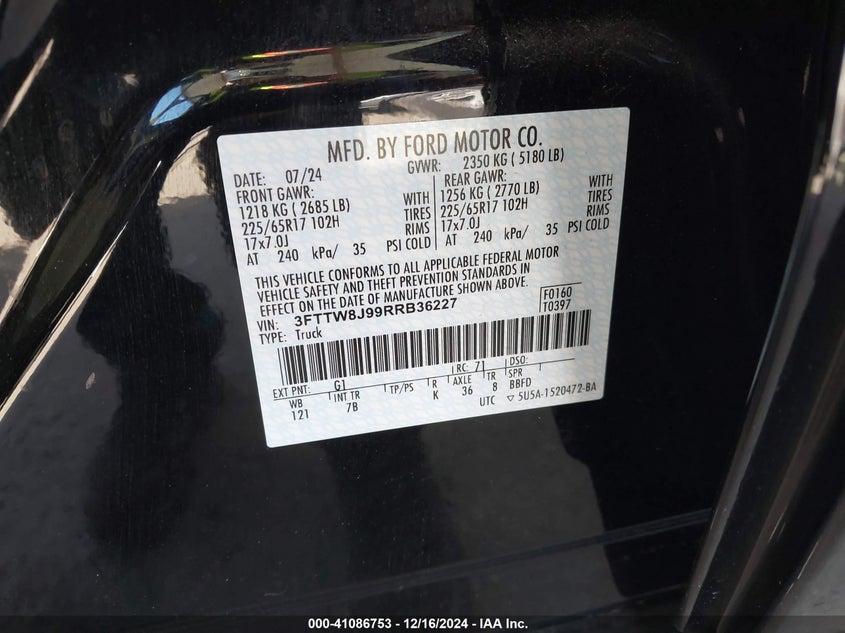 MFD. BY FORD MOTOR CO.
DATE: 07/24 GVWR: 2350 KG ( 5180 LB)
FRONT GAWR: REAR GAWR:
1218 KG ( 2685 LB) WITH 1256 KG ( 2770 LB) WITH
225/65R17 102H TIRES 225/65R17 102H TIRES
17x7.0J RIMS 17x7.0J RIMS
AT 240 kPa/ 35 PSI COLD AT 240 kPa/ 35 PSI COLD
THIS VEHICLE CONFORMS TO ALL APPLICABLE FEDERAL MOTOR
VEHICLE SAFETY AND THEFT PREVENTION STANDARDS IN
EFFECT ON THE DATE OF MANUFACTURE SHOWN ABOVE.
VIN: 3FTTW8J99RRB36227 F0160
TYPE: Truck T0397
EXT PNT: G1 RC: 71 DSO:
WB INT TR TP/PS R AXLE TR SPR
121 7B K 36 8 BBFD
UTC ▽ 5U5A-1520472-BA
000-41086753 - 12/16/2024 - IAA Inc.